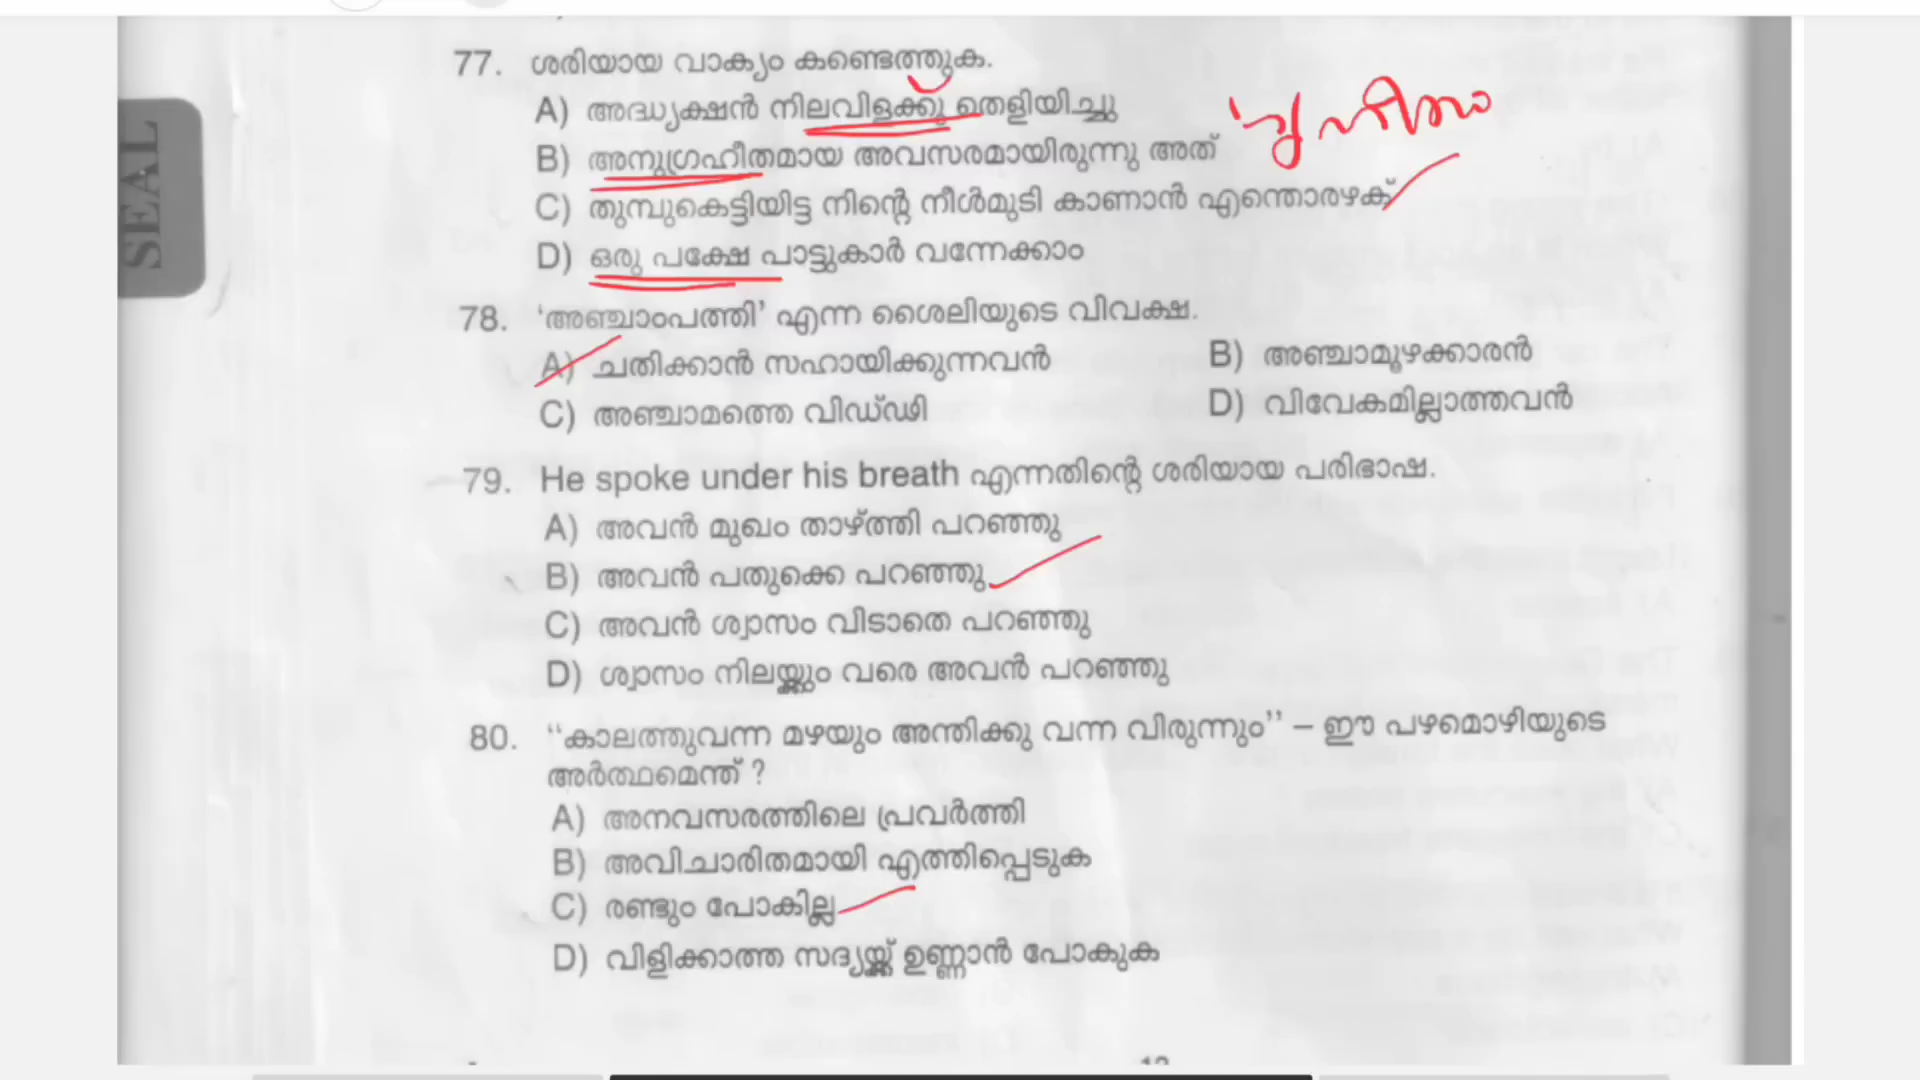 SEAL
77. ശരിയായ വാക്യം കണ്ടെത്തുക.
A) അദ്ധ്യക്ഷൻ നിലവിളക്കു തെളിയിച്ചു
B) അനുഗ്രഹീതമായ അവസരമായിരുന്നു അത്
C) തുമ്പുകെട്ടിയിട്ട നിന്റെ നീൾമുടി കാണാൻ എന്തൊരഴക്
D) ഒരു പക്ഷേ പാട്ടുകാർ വന്നേക്കാം
78. 'അഞ്ചാംപത്തി' എന്ന ശൈലിയുടെ വിവക്ഷ.
A) ചതിക്കാൻ സഹായിക്കുന്നവൻ B) അഞ്ചാമൂഴക്കാരൻ
C) അഞ്ചാമത്തെ വിഡ്ഢി D) വിവേകമില്ലാത്തവൻ
79. He spoke under his breath എന്നതിന്റെ ശരിയായ പരിഭാഷ.
A) അവൻ മുഖം താഴ്ത്തി പറഞ്ഞു
B) അവൻ പതുക്കെ പറഞ്ഞു
C) അവൻ ശ്വാസം വിടാതെ പറഞ്ഞു
D) ശ്വാസം നിലയ്ക്കും വരെ അവൻ പറഞ്ഞു
80. "കാലത്തുവന്ന മഴയും അന്തിക്കു വന്ന വിരുന്നും" – ഈ പഴമൊഴിയുടെ
അർത്ഥമെന്ത് ?
A) അനവസരത്തിലെ പ്രവർത്തി
B) അവിചാരിതമായി എത്തിപ്പെടുക
C) രണ്ടും പോകില്ല
D) വിളിക്കാത്ത സദ്യയ്ക്ക് ഉണ്ണാൻ പോകുക